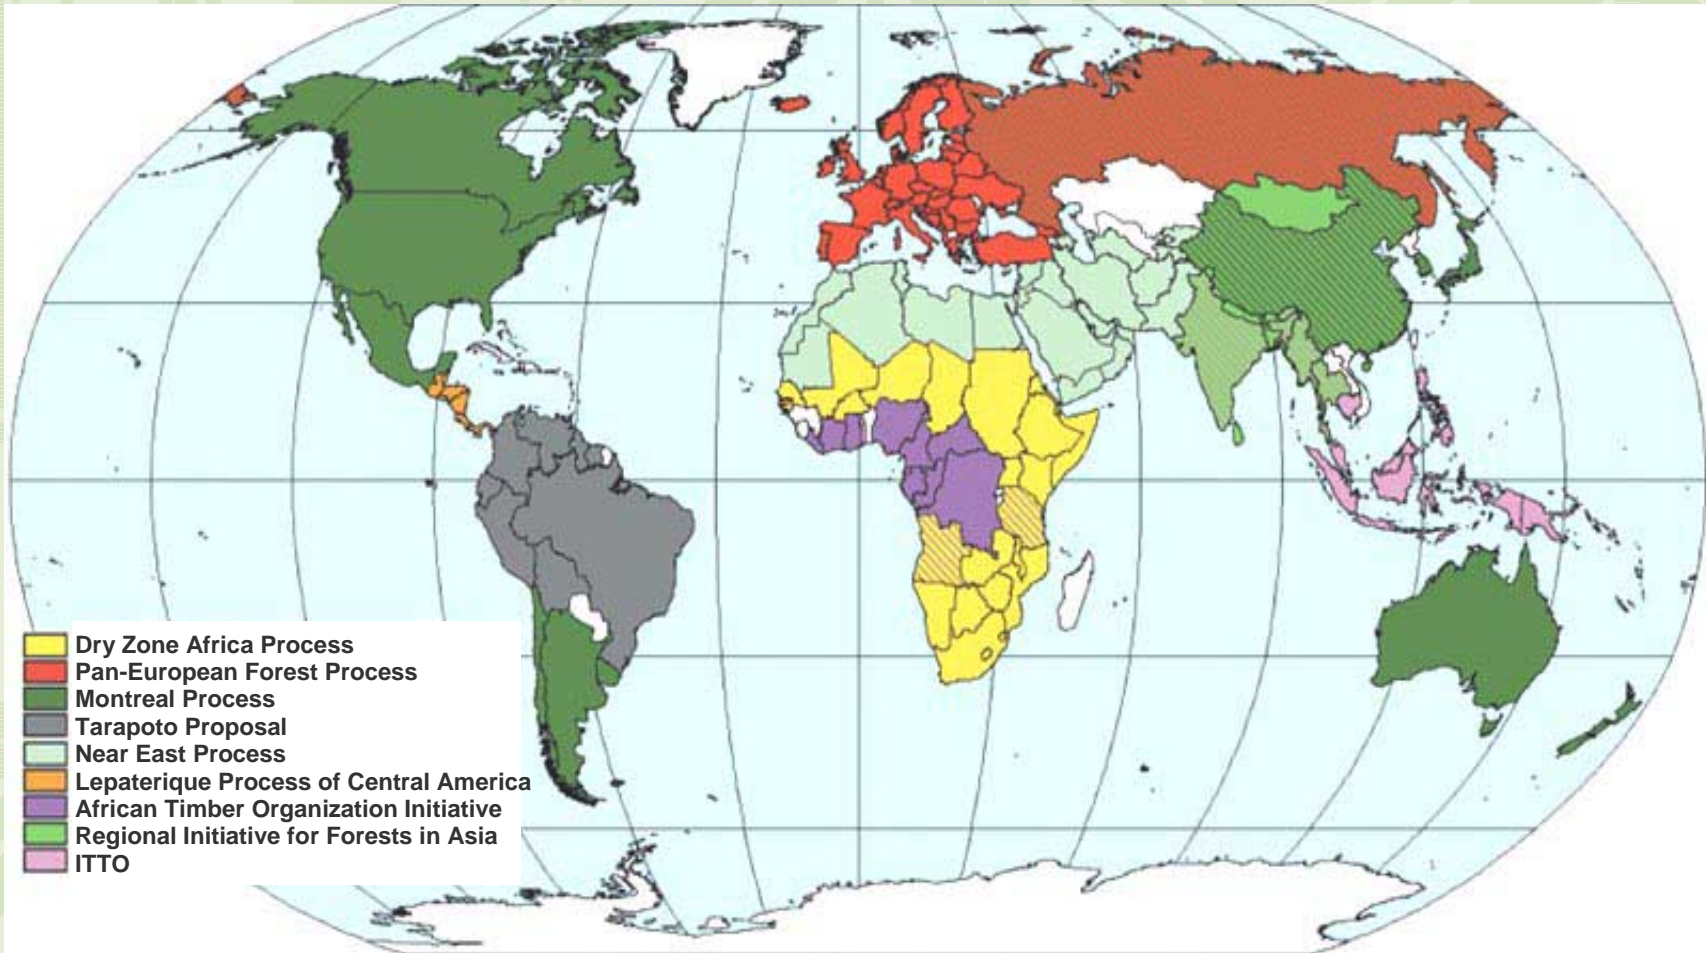 Dry Zone Africa Process
Pan-European Forest Process
Montreal Process
Tarapoto Proposal
Near East Process
Lepaterique Process of Central America
African Timber Organization Initiative
Regional Initiative for Forests in Asia
ITTO